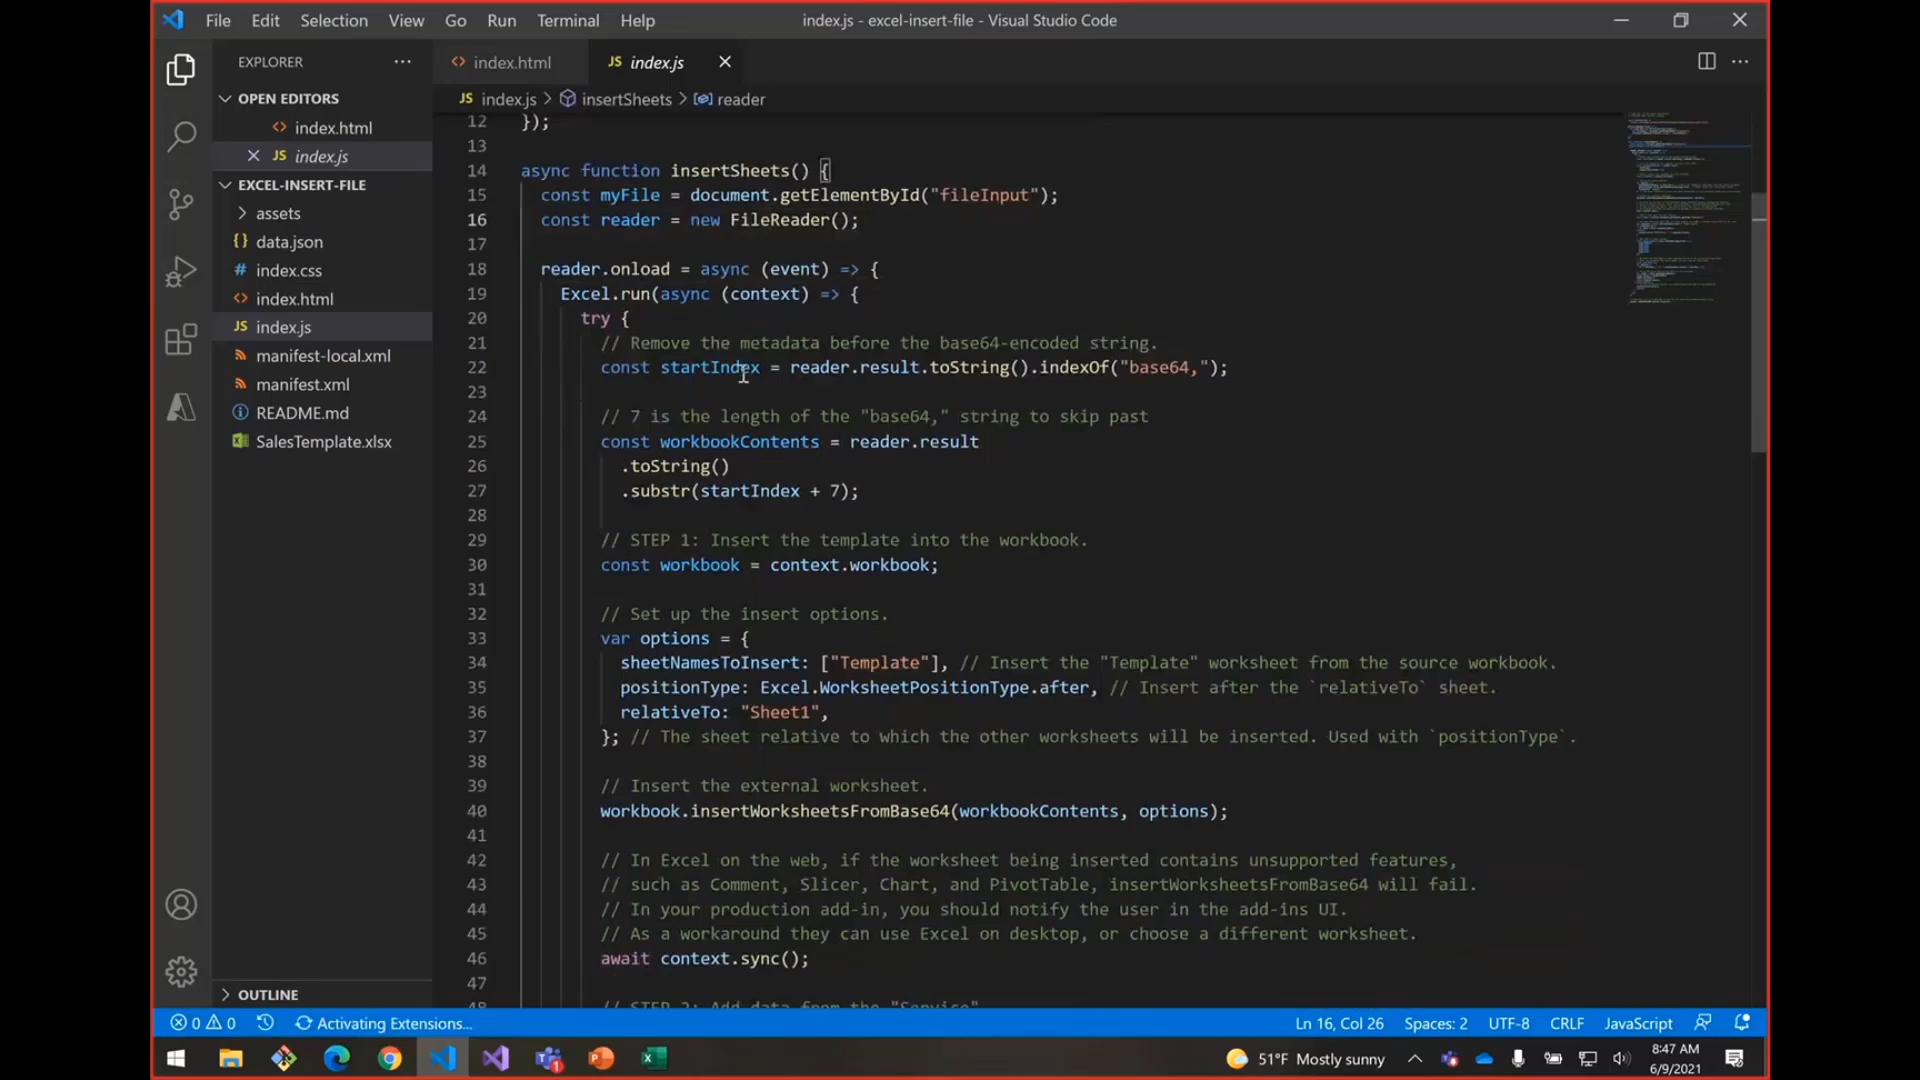 File Edit Selection View Go Run Terminal Help
index.js - excel-insert-file - Visual Studio Code
EXPLORER
OPEN EDITORS
<> index.html
JS index.js
EXCEL-INSERT-FILE
assets
{} data.json
# index.css
<> index.html
JS index.js
manifest-local.xml
manifest.xml
README.md
SalesTemplate.xlsx
OUTLINE
<> index.html
JS index.js
JS index.js > insertSheets > reader
12 });
13
14 async function insertSheets() {
15 const myFile = document.getElementById("fileInput");
16 const reader = new FileReader();
17
18 reader.onload = async (event) => {
19 Excel.run(async (context) => {
20 try {
21 // Remove the metadata before the base64-encoded string.
22 const startIndex = reader.result.toString().indexOf("base64,");
23
24 // 7 is the length of the "base64," string to skip past
25 const workbookContents = reader.result
26 .toString()
27 .substr(startIndex + 7);
28
29 // STEP 1: Insert the template into the workbook.
30 const workbook = context.workbook;
31
32 // Set up the insert options.
33 var options = {
34 sheetNamesToInsert: ["Template"], // Insert the "Template" worksheet from the source workbook.
35 positionType: Excel.WorksheetPositionType.after, // Insert after the `relativeTo` sheet.
36 relativeTo: "Sheet1",
37 }; // The sheet relative to which the other worksheets will be inserted. Used with `positionType`.
38
39 // Insert the external worksheet.
40 workbook.insertWorksheetsFromBase64(workbookContents, options);
41
42 // In Excel on the web, if the worksheet being inserted contains unsupported features,
43 // such as Comment, Slicer, Chart, and PivotTable, insertWorksheetsFromBase64 will fail.
44 // In your production add-in, you should notify the user in the add-ins UI.
45 // As a workaround they can use Excel on desktop, or choose a different worksheet.
46 await context.sync();
47
48 // STEP 2: Add data from the "Service"
0 0 Activating Extensions...
Ln 16, Col 26 Spaces: 2 UTF-8 CRLF JavaScript
51°F Mostly sunny
8:47 AM
6/9/2021